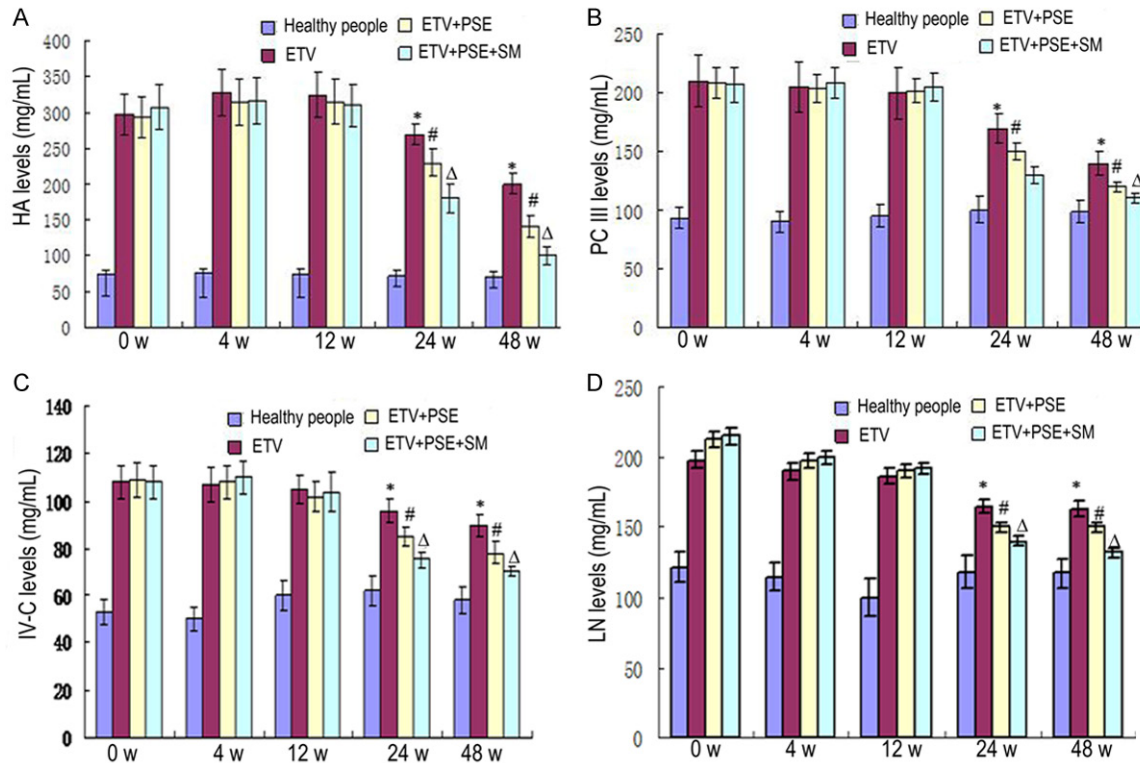 A
Healthy people
ETV+PSE
ETV
ETV+PSE+SM
HA levels (mg/mL)
400
350
300
250
200
150
100
50
0
* # Δ
* # Δ
0 w 4 w 12 w 24 w 48 w
B
Healthy people
ETV+PSE
ETV
ETV+PSE+SM
PC III levels (mg/mL)
250
200
150
100
50
0
* #
* # Δ
0 w 4 w 12 w 24 w 48 w
C
Healthy people
ETV+PSE
ETV
ETV+PSE+SM
IV-C levels (mg/mL)
140
120
100
80
60
40
20
0
* # Δ
* # Δ
0 w 4 w 12 w 24 w 48 w
D
Healthy people
ETV+PSE
ETV
ETV+PSE+SM
LN levels (mg/mL)
250
200
150
100
50
0
* # Δ
* # Δ
0 w 4 w 12 w 24 w 48 w